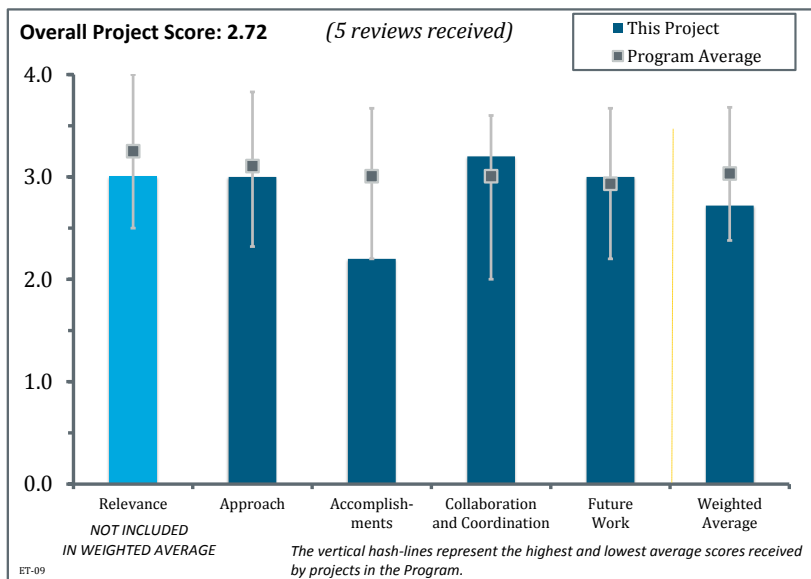 Overall Project Score: 2.72 (5 reviews received)
This Project
Program Average
4.0
3.0
2.0
1.0
0.0
Relevance
Approach
Accomplish-
ments
Collaboration
and Coordination
Future
Work
Weighted
Average
NOT INCLUDED
IN WEIGHTED AVERAGE
The vertical hash-lines represent the highest and lowest average scores received
by projects in the Program.
ET-09